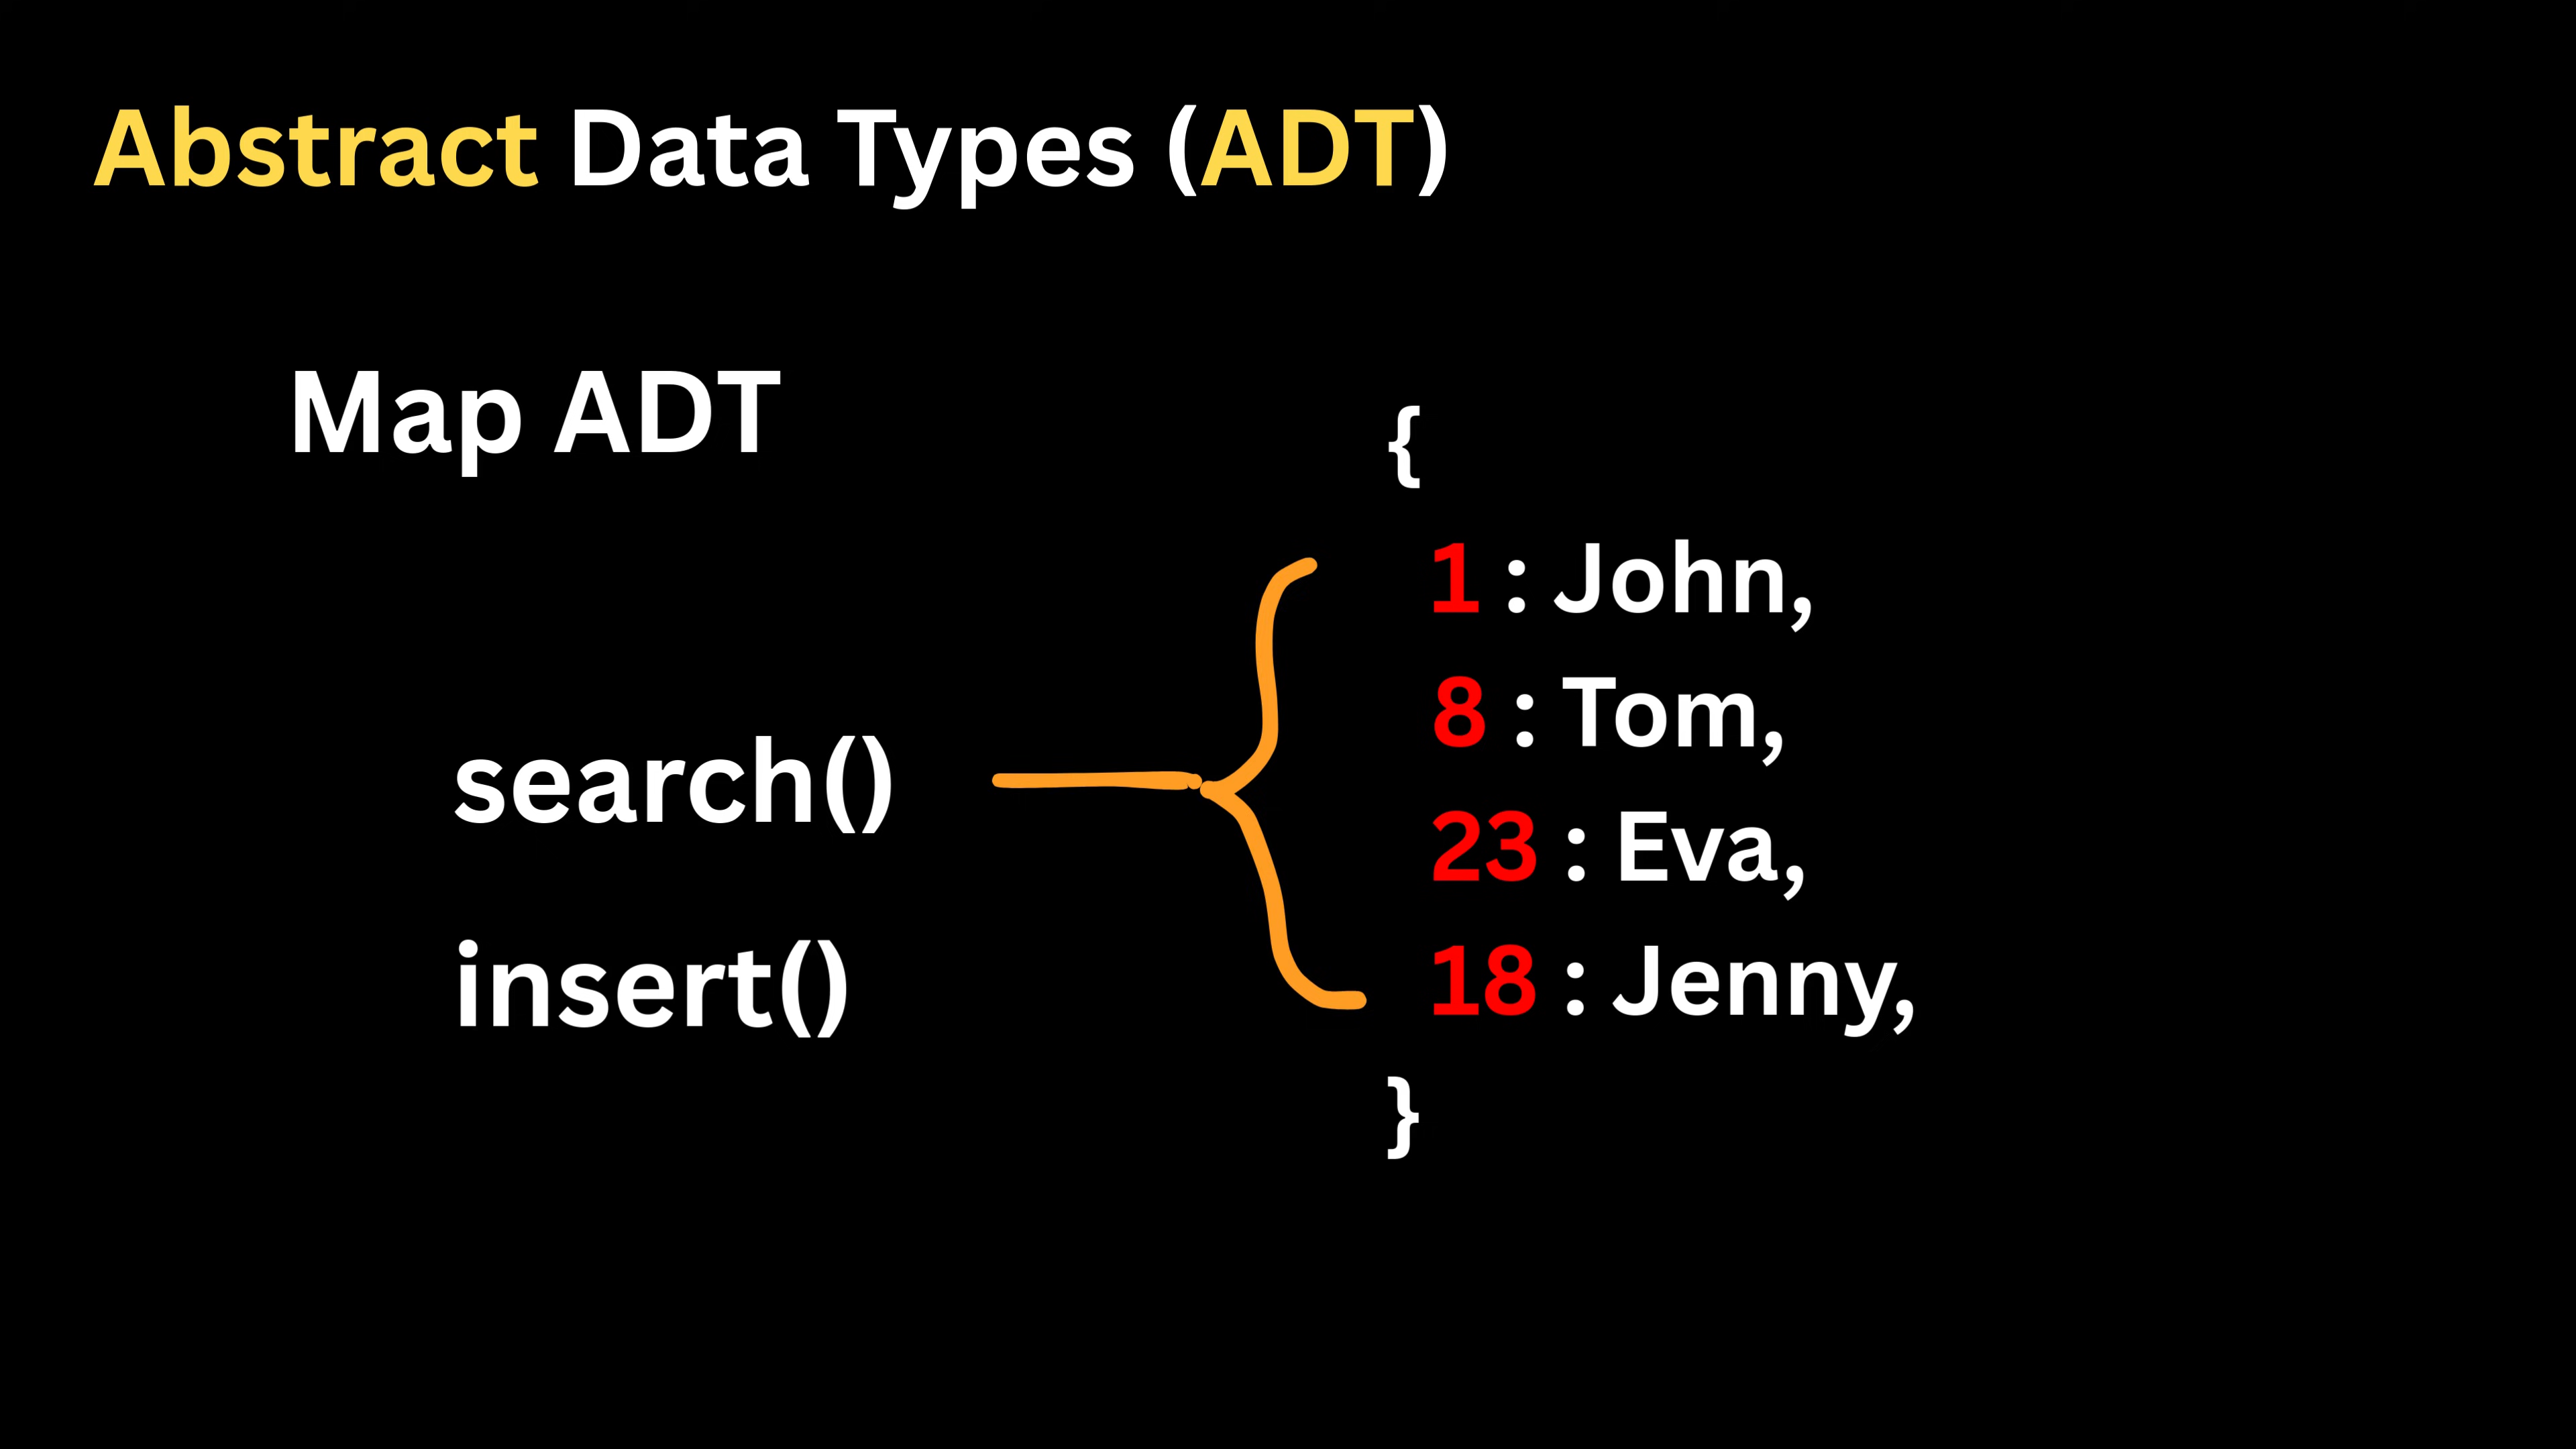 Abstract Data Types (ADT)
Map ADT
search()
insert()
{
1 : John,
8 : Tom,
23 : Eva,
18 : Jenny,
}